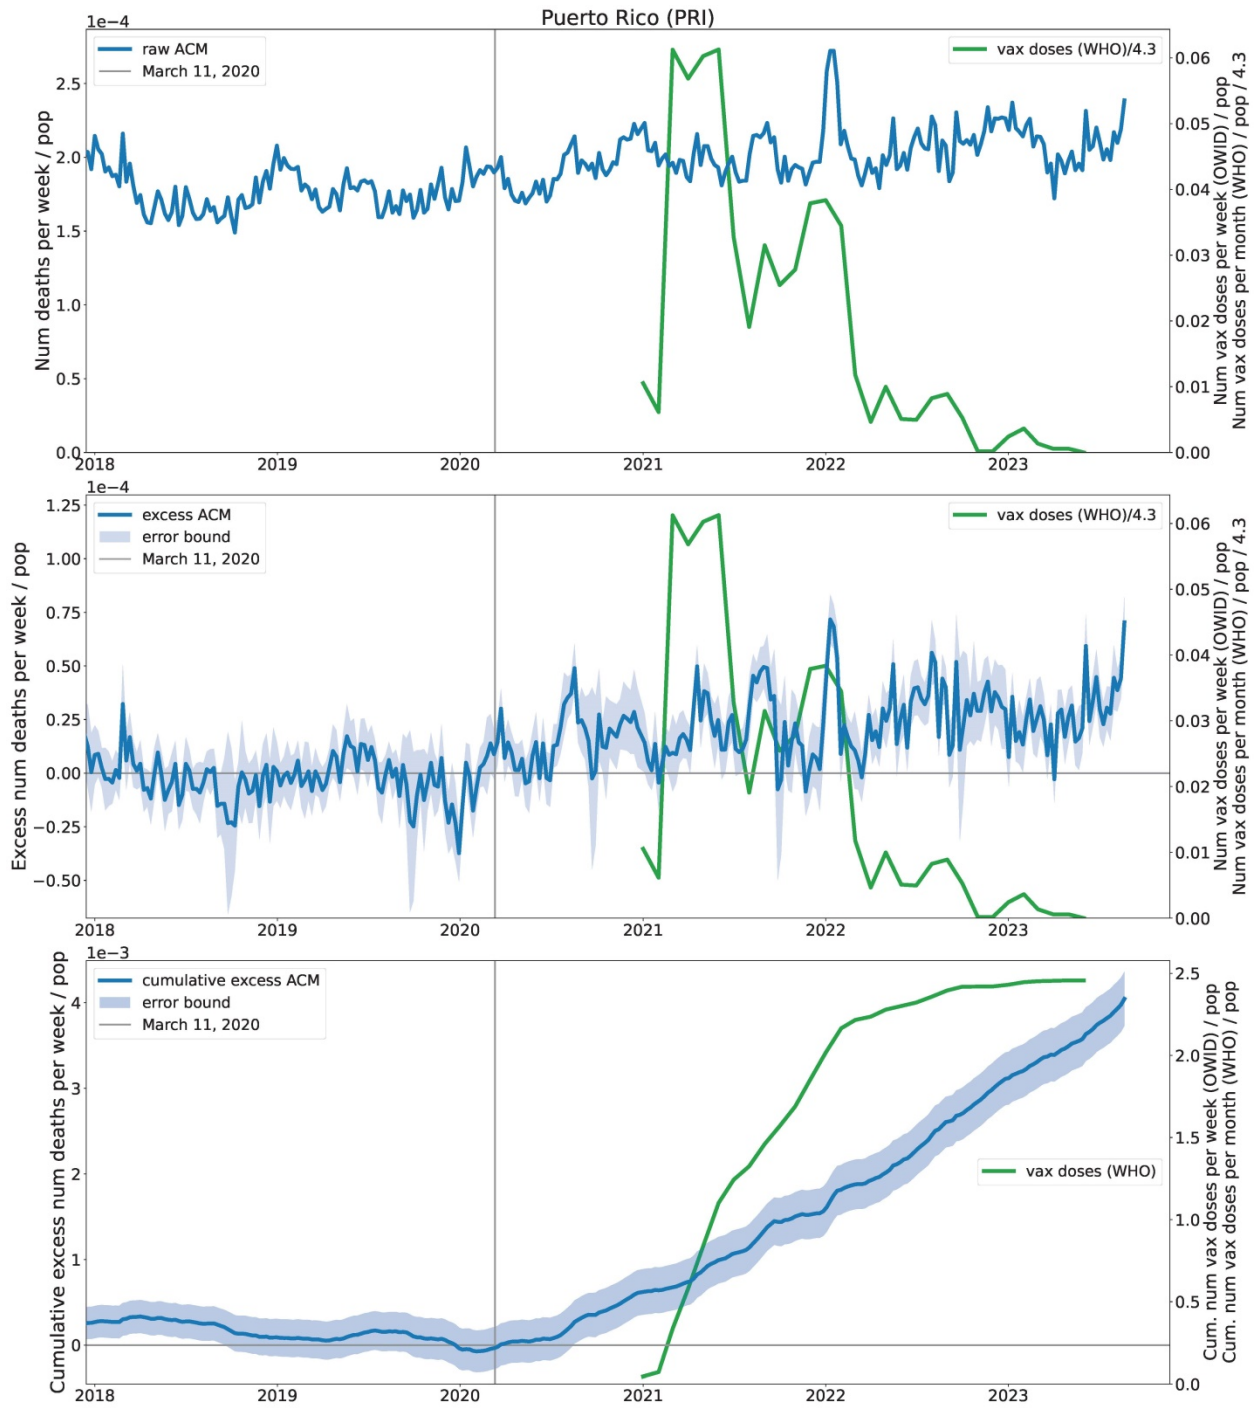 Puerto Rico (PRI)
1e−4
raw ACM
March 11, 2020
vax doses (WHO)/4.3
Num deaths per week / pop
2.5
2.0
1.5
1.0
0.5
0.0
0.06
0.05
0.04
0.03
0.02
0.01
0.00
Num vax doses per week (OWID) / pop
Num vax doses per month (WHO) / pop / 4.3
2018 2019 2020 2021 2022 2023
1e−4
excess ACM
error bound
March 11, 2020
vax doses (WHO)/4.3
Excess num deaths per week / pop
1.25
1.00
0.75
0.50
0.25
0.00
−0.25
−0.50
0.06
0.05
0.04
0.03
0.02
0.01
0.00
Num vax doses per week (OWID) / pop
Num vax doses per month (WHO) / pop / 4.3
2018 2019 2020 2021 2022 2023
1e−3
cumulative excess ACM
error bound
March 11, 2020
vax doses (WHO)
Cumulative excess num deaths per week / pop
4
3
2
1
0
2.5
2.0
1.5
1.0
0.5
0.0
Cum. num vax doses per week (OWID) / pop
Cum. num vax doses per month (WHO) / pop
2018 2019 2020 2021 2022 2023